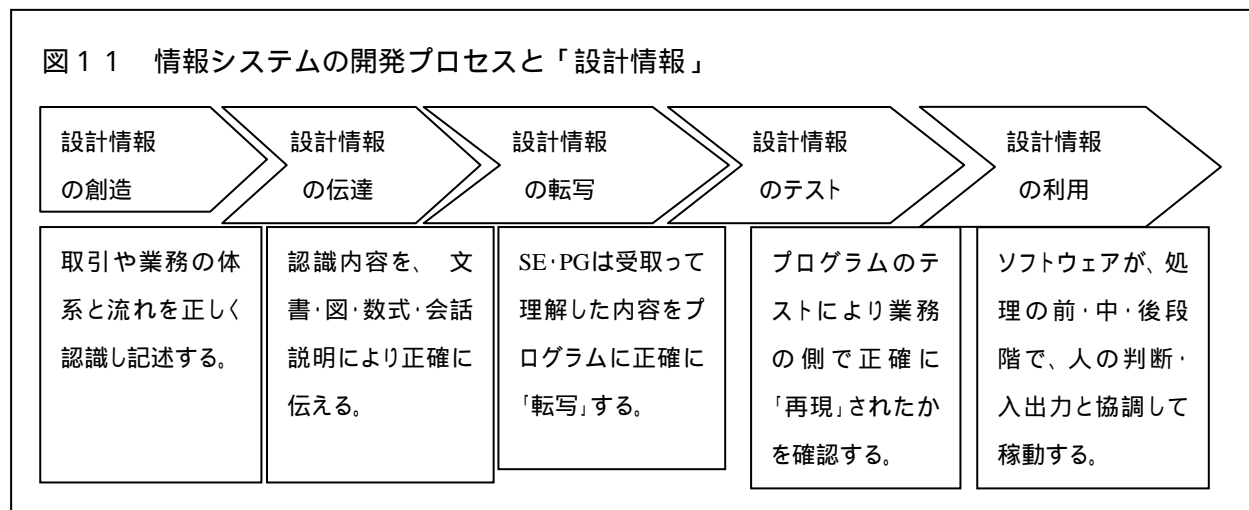 図11 情報システムの開発プロセスと「設計情報」
設計情報
の創造
設計情報
の伝達
設計情報
の転写
設計情報
のテスト
設計情報
の利用
取引や業務の体
系と流れを正しく
認識し記述する。
認識内容を、 文
書・図・数式・会話
説明により正確に
伝える。
SE・PGは受取って
理解した内容をプ
ログラムに正確に
「転写」する。
プログラムのテ
ストにより業務
の側で正確に
「再現」されたか
を確認する。
ソフトウェアが、処
理の前・中・後段
階で、人の判断・
入出力と協調して
稼動する。